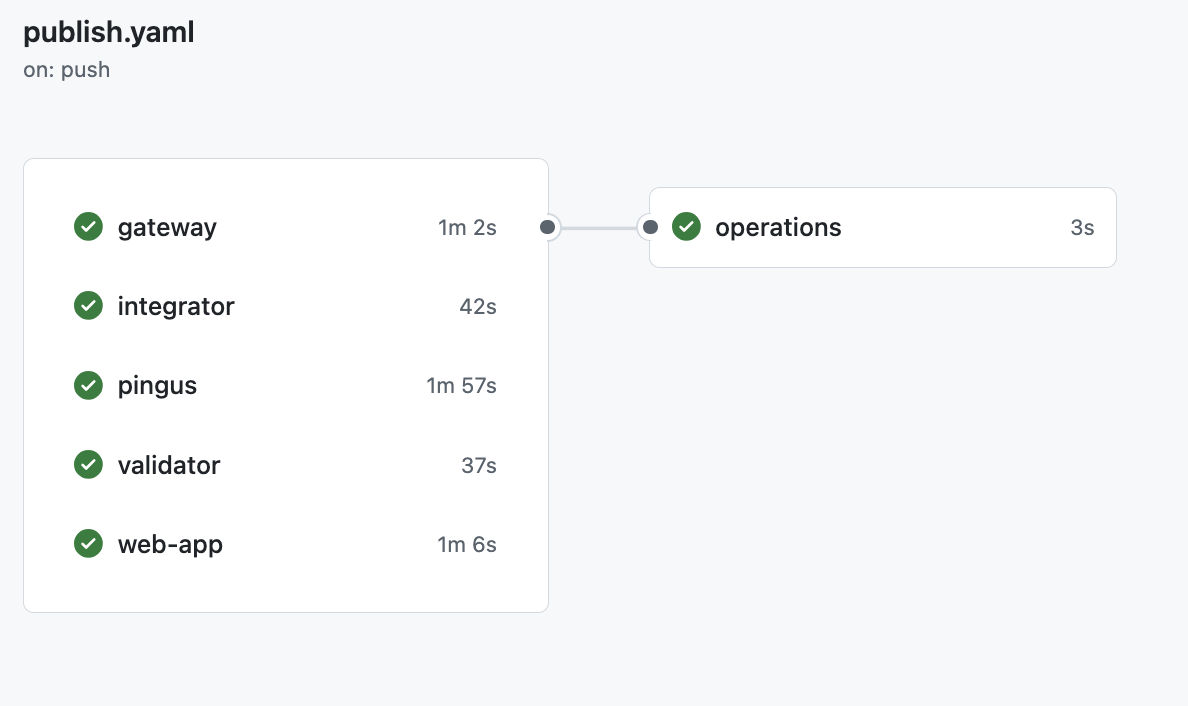 publish.yaml
on: push
gateway 1m 2s
operations 3s
integrator 42s
pingus 1m 57s
validator 37s
web-app 1m 6s